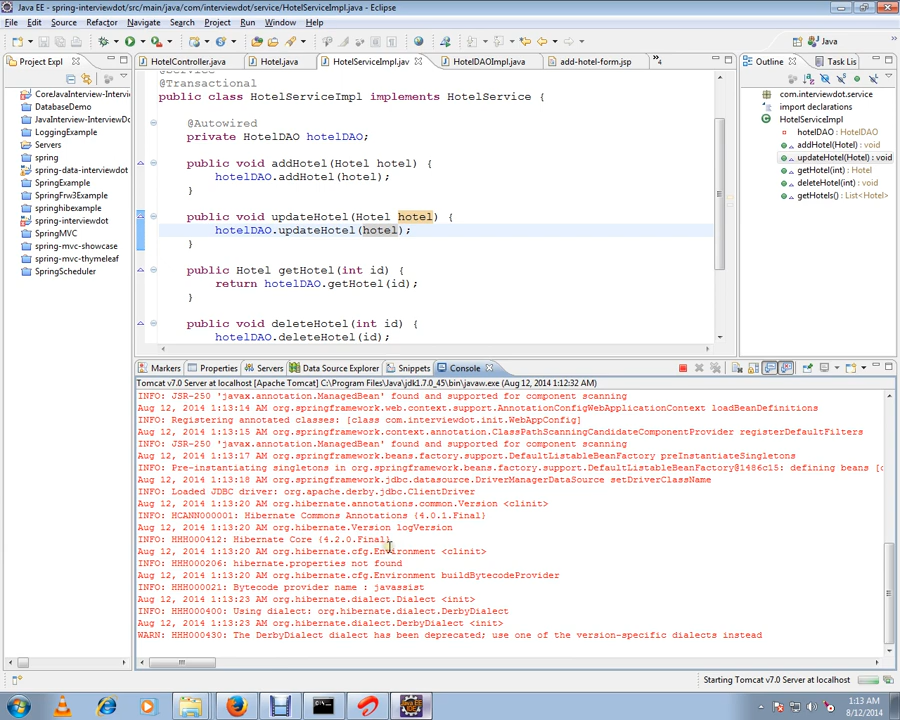 Java EE - spring-interviewdot/src/main/java/com/interviewdot/service/HotelServiceImpl.java - Eclipse
File Edit Source Refactor Navigate Search Project Run Window Help
Java
Project Expl
CoreJavaInterview-Intervi
DatabaseDemo
JavaInterview-InterviewDo
LoggingExample
Servers
spring
spring-data-interviewdot
SpringExample
SpringFrw3Example
springhibexample
spring-interviewdot
SpringMVC
spring-mvc-showcase
spring-mvc-thymeleaf
SpringScheduler
HotelController.java Hotel.java HotelServiceImpl.jav HotelDAOImpl.java add-hotel-form.jsp »4
@Service
@Transactional
public class HotelServiceImpl implements HotelService {
@Autowired
private HotelDAO hotelDAO;
public void addHotel(Hotel hotel) {
hotelDAO.addHotel(hotel);
}
public void updateHotel(Hotel hotel) {
hotelDAO.updateHotel(hotel);
}
public Hotel getHotel(int id) {
return hotelDAO.getHotel(id);
}
public void deleteHotel(int id) {
hotelDAO.deleteHotel(id);
Outline Task Lis
com.interviewdot.service
import declarations
HotelServiceImpl
hotelDAO : HotelDAO
addHotel(Hotel) : void
updateHotel(Hotel) : void
getHotel(int) : Hotel
deleteHotel(int) : void
getHotels() : List<Hotel>
Markers Properties Servers Data Source Explorer Snippets Console
Tomcat v7.0 Server at localhost [Apache Tomcat] C:\Program Files\Java\jdk1.7.0_45\bin\javaw.exe (Aug 12, 2014 1:12:32 AM)
INFO: JSR-250 'javax.annotation.ManagedBean' found and supported for component scanning
Aug 12, 2014 1:13:14 AM org.springframework.web.context.support.AnnotationConfigWebApplicationContext loadBeanDefinitions
INFO: Registering annotated classes: [class com.interviewdot.init.WebAppConfig]
Aug 12, 2014 1:13:15 AM org.springframework.context.annotation.ClassPathScanningCandidateComponentProvider registerDefaultFilters
INFO: JSR-250 'javax.annotation.ManagedBean' found and supported for component scanning
Aug 12, 2014 1:13:17 AM org.springframework.beans.factory.support.DefaultListableBeanFactory preInstantiateSingletons
INFO: Pre-instantiating singletons in org.springframework.beans.factory.support.DefaultListableBeanFactory@1486c15: defining beans [o
Aug 12, 2014 1:13:18 AM org.springframework.jdbc.datasource.DriverManagerDataSource setDriverClassName
INFO: Loaded JDBC driver: org.apache.derby.jdbc.ClientDriver
Aug 12, 2014 1:13:20 AM org.hibernate.annotations.common.Version <clinit>
INFO: HCANN000001: Hibernate Commons Annotations {4.0.1.Final}
Aug 12, 2014 1:13:20 AM org.hibernate.Version logVersion
INFO: HHH000412: Hibernate Core {4.2.0.Final}
Aug 12, 2014 1:13:20 AM org.hibernate.cfg.Environment <clinit>
INFO: HHH000206: hibernate.properties not found
Aug 12, 2014 1:13:20 AM org.hibernate.cfg.Environment buildBytecodeProvider
INFO: HHH000021: Bytecode provider name : javassist
Aug 12, 2014 1:13:23 AM org.hibernate.dialect.Dialect <init>
INFO: HHH000400: Using dialect: org.hibernate.dialect.DerbyDialect
Aug 12, 2014 1:13:23 AM org.hibernate.dialect.DerbyDialect <init>
WARN: HHH000430: The DerbyDialect dialect has been deprecated; use one of the version-specific dialects instead
Starting Tomcat v7.0 Server at localhost
1:13 AM
8/12/2014